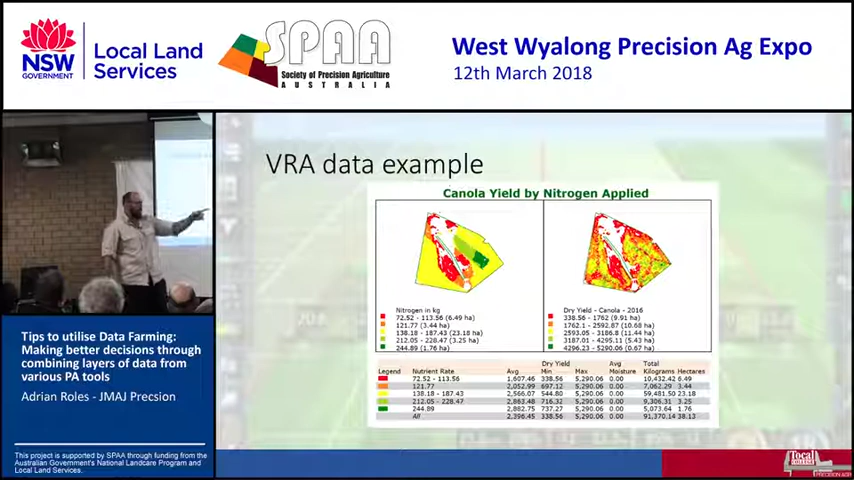 NSW
GOVERNMENT
Local Land
Services
SPAA
Society of Precision Agriculture
AUSTRALIA
West Wyalong Precision Ag Expo
12th March 2018
VRA data example
Canola Yield by Nitrogen Applied
Nitrogen in kg
72.52 - 113.56 (6.49 ha)
121.77 (3.44 ha)
138.18 - 187.43 (23.18 ha)
212.05 - 228.47 (3.25 ha)
244.89 (1.76 ha)
Dry Yield - Canola - 2016
338.56 - 1762 (9.91 ha)
1762.1 - 2592.87 (10.68 ha)
2593.05 - 3186.8 (11.44 ha)
3187.01 - 4295.11 (5.43 ha)
4296.23 - 5290.06 (0.67 ha)
Dry Yield Avg Total
Legend Nutrient Rate Avg Min Max Moisture Kilograms Hectares
72.52 - 113.56 1,607.46 338.56 5,290.06 0.00 10,432.42 6.49
121.77 2,052.99 697.12 5,290.06 0.00 7,062.29 3.44
138.18 - 187.43 2,566.07 544.80 5,290.06 0.00 59,481.50 23.18
212.05 - 228.47 2,863.48 716.32 5,290.06 0.00 9,306.31 3.25
244.89 2,882.75 737.27 5,290.06 0.00 5,073.64 1.76
All 2,396.45 338.56 5,290.06 0.00 91,370.14 38.13
Tips to utilise Data Farming:
Making better decisions through
combining layers of data from
various PA tools
Adrian Roles - JMAJ Precsion
This project is supported by SPAA through funding from the
Australian Government's National Landcare Program and
Local Land Services.
Tocal
COLLEGE
PRECISION AG